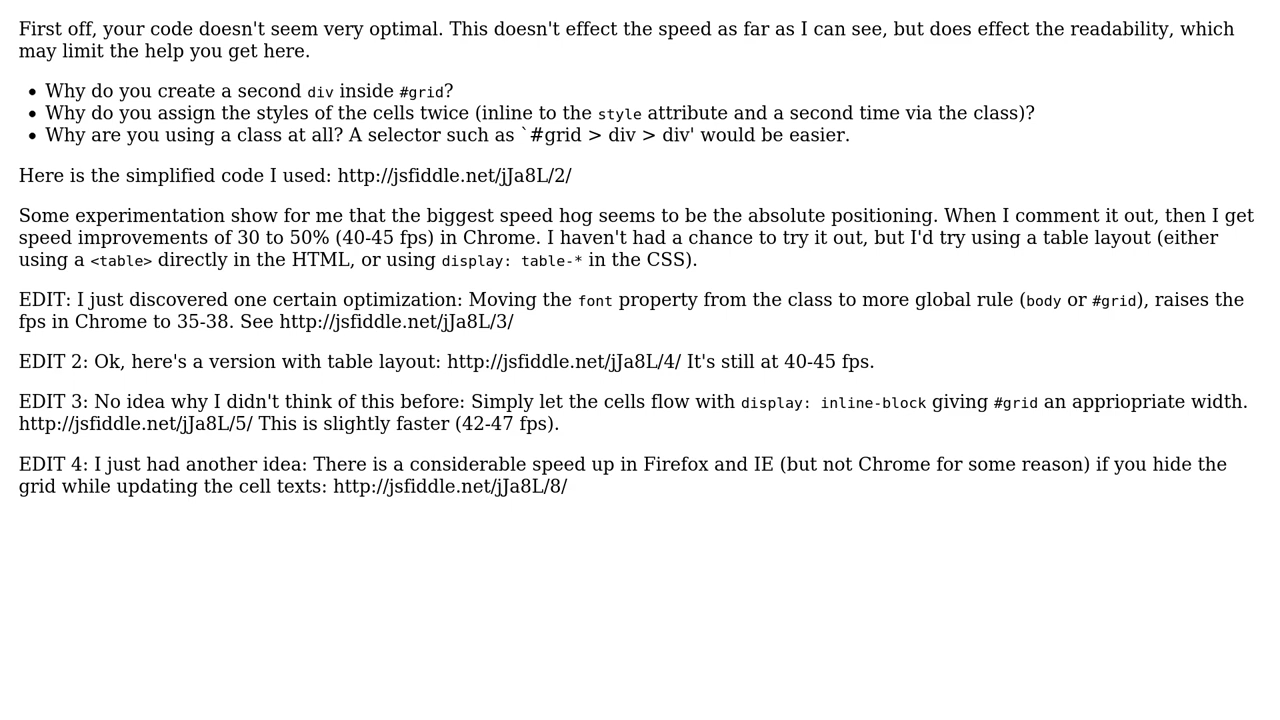 First off, your code doesn't seem very optimal. This doesn't effect the speed as far as I can see, but does effect the readability, which
may limit the help you get here.
• Why do you create a second div inside #grid?
• Why do you assign the styles of the cells twice (inline to the style attribute and a second time via the class)?
• Why are you using a class at all? A selector such as `#grid > div > div' would be easier.
Here is the simplified code I used: http://jsfiddle.net/jJa8L/2/
Some experimentation show for me that the biggest speed hog seems to be the absolute positioning. When I comment it out, then I get
speed improvements of 30 to 50% (40-45 fps) in Chrome. I haven't had a chance to try it out, but I'd try using a table layout (either
using a <table> directly in the HTML, or using display: table-* in the CSS).
EDIT: I just discovered one certain optimization: Moving the font property from the class to more global rule (body or #grid), raises the
fps in Chrome to 35-38. See http://jsfiddle.net/jJa8L/3/
EDIT 2: Ok, here's a version with table layout: http://jsfiddle.net/jJa8L/4/ It's still at 40-45 fps.
EDIT 3: No idea why I didn't think of this before: Simply let the cells flow with display: inline-block giving #grid an appriopriate width.
http://jsfiddle.net/jJa8L/5/ This is slightly faster (42-47 fps).
EDIT 4: I just had another idea: There is a considerable speed up in Firefox and IE (but not Chrome for some reason) if you hide the
grid while updating the cell texts: http://jsfiddle.net/jJa8L/8/